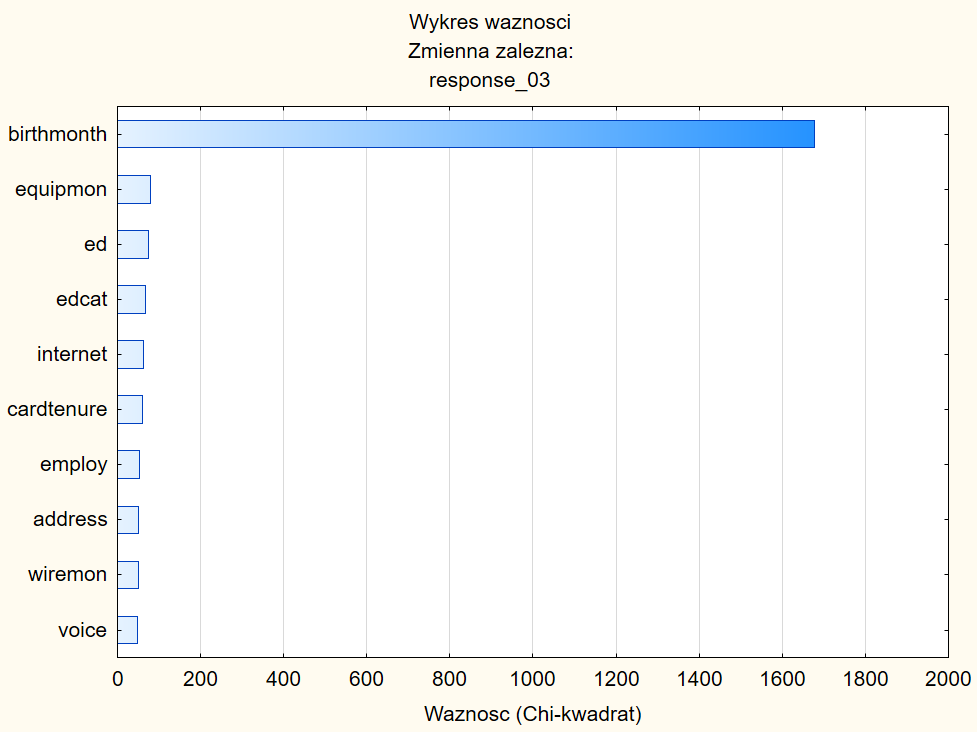 Wykres waznosci
Zmienna zalezna:
response_03
birthmonth
equipmon
ed
edcat
internet
cardtenure
employ
address
wiremon
voice
0 200 400 600 800 1000 1200 1400 1600 1800 2000
Waznosc (Chi-kwadrat)